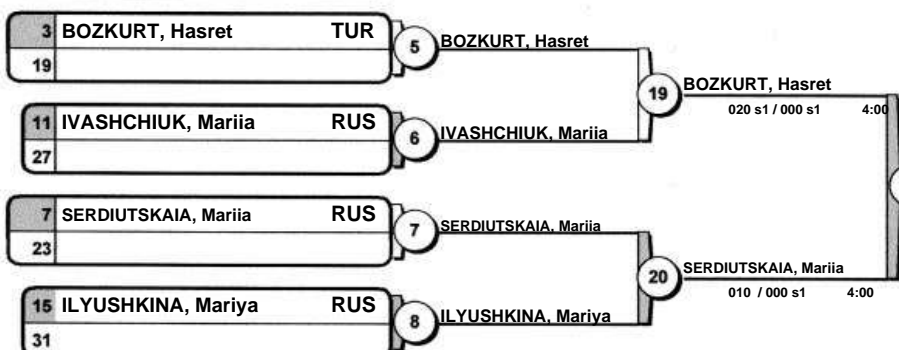 3 BOZKURT, Hasret TUR
19
5 BOZKURT, Hasret
11 IVASHCHIUK, Mariia RUS
27
6 IVASHCHIUK, Mariia
19 BOZKURT, Hasret
020 s1 / 000 s1 4:00
7 SERDIUTSKAIA, Mariia RUS
23
7 SERDIUTSKAIA, Mariia
15 ILYUSHKINA, Mariya RUS
31
8 ILYUSHKINA, Mariya
20 SERDIUTSKAIA, Mariia
010 / 000 s1 4:00